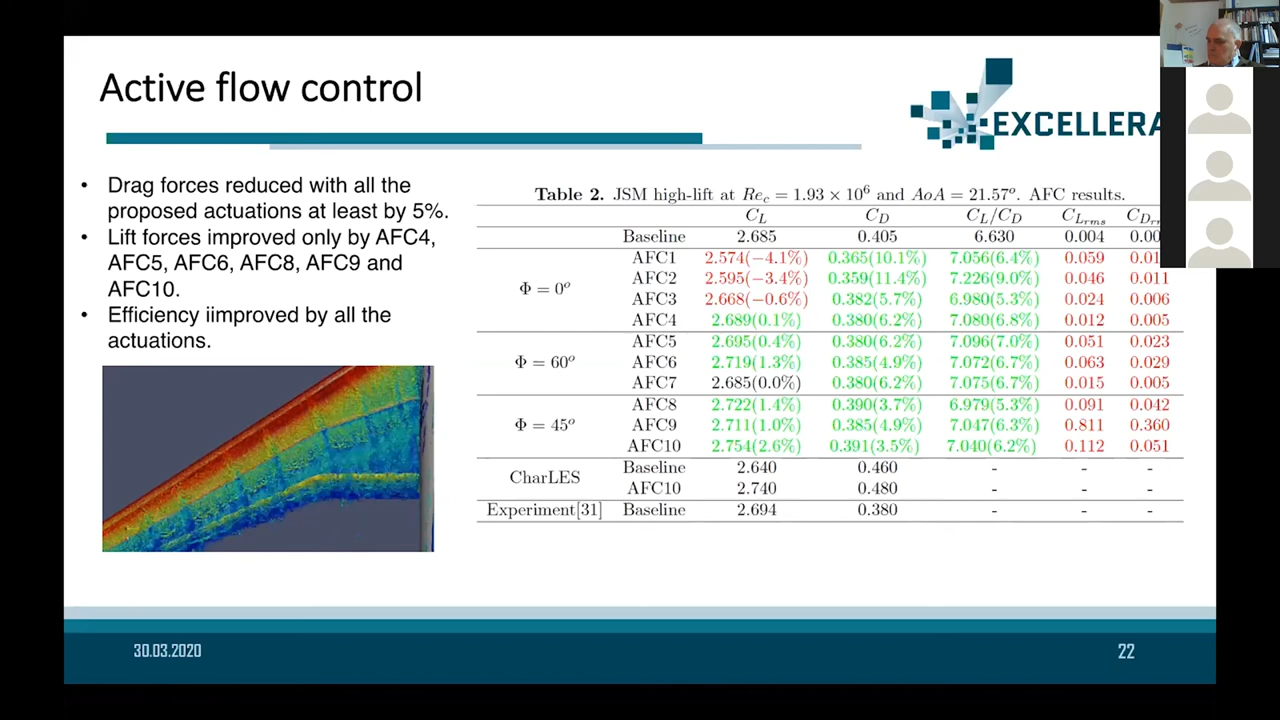 Active flow control
EXCELLERA
• Drag forces reduced with all the
proposed actuations at least by 5%.
• Lift forces improved only by AFC4,
AFC5, AFC6, AFC8, AFC9 and
AFC10.
• Efficiency iimproved by all the
actuations.
Table 2. JSM high-lift at Re_c = 1.93 × 10⁶ and AoA = 21.57º. AFC results.
C_L C_D C_L/C_D C_Lrms
Baseline 2.685 0.405 6.630 0.004
Φ = 0º
AFC1 2.574(−4.1%) 0.365(10.1%) 7.056(6.4%) 0.059
AFC2 2.595(−3.4%) 0.359(11.4%) 7.226(9.0%) 0.046 0.011
AFC3 2.668(−0.6%) 0.382(5.7%) 6.980(5.3%) 0.024 0.006
AFC4 2.689(0.1%) 0.380(6.2%) 7.080(6.8%) 0.012 0.005
Φ = 60º
AFC5 2.695(0.4%) 0.380(6.2%) 7.096(7.0%) 0.051 0.023
AFC6 2.719(1.3%) 0.385(4.9%) 7.072(6.7%) 0.063 0.029
AFC7 2.685(0.0%) 0.380(6.2%) 7.075(6.7%) 0.015 0.005
Φ = 45º
AFC8 2.722(1.4%) 0.390(3.7%) 6.979(5.3%) 0.091 0.042
AFC9 2.711(1.0%) 0.385(4.9%) 7.047(6.3%) 0.811 0.360
AFC10 2.754(2.6%) 0.391(3.5%) 7.040(6.2%) 0.112 0.051
CharLES
Baseline 2.640 0.460 - - -
AFC10 2.740 0.480 - - -
Experiment[31] Baseline 2.694 0.380 - - -
30.03.2020
22